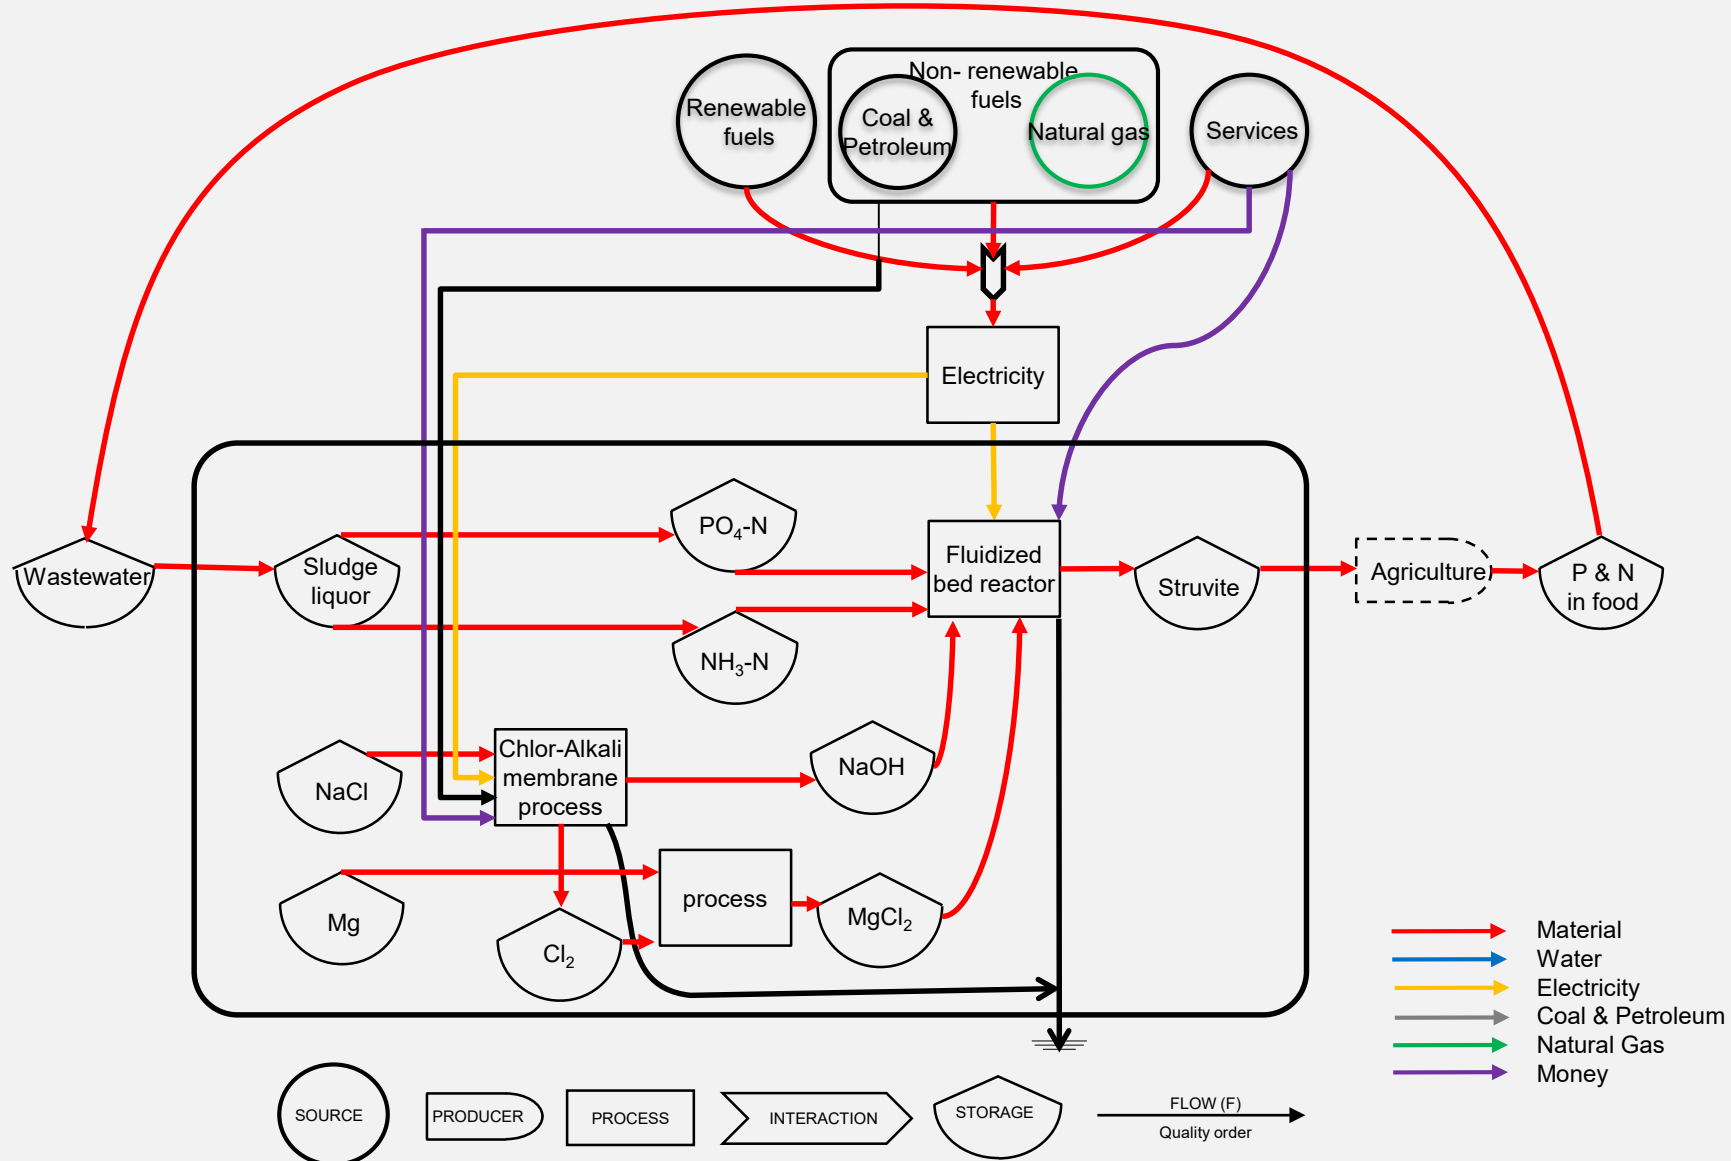 Non- renewable
fuels
Renewable
fuels
Coal &
Petroleum
Natural gas
Services
Electricity
Wastewater
Sludge
liquor
PO4-N
NH3-N
Fluidized
bed reactor
Struvite
Agriculture
P & N
in food
NaCl
Chlor-Alkali
membrane
process
NaOH
Mg
Cl2
process
MgCl2
Material
Water
Electricity
Coal & Petroleum
Natural Gas
Money
SOURCE
PRODUCER
PROCESS
INTERACTION
STORAGE
FLOW (F)
Quality order